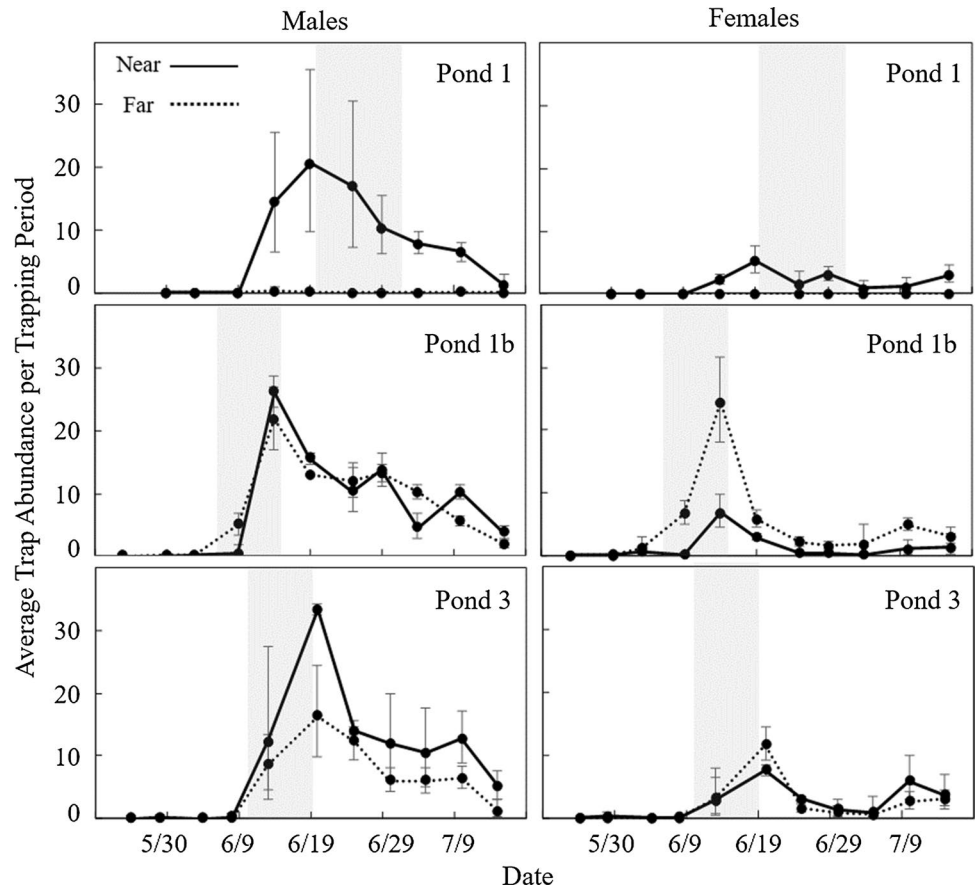 Males
Females
Average Trap Abundance per Trapping Period
Near
Far
Pond 1
Pond 1
30
20
10
0
Pond 1b
Pond 1b
30
20
10
0
Pond 3
Pond 3
30
20
10
0
5/30 6/9 6/19 6/29 7/9
5/30 6/9 6/19 6/29 7/9
Date